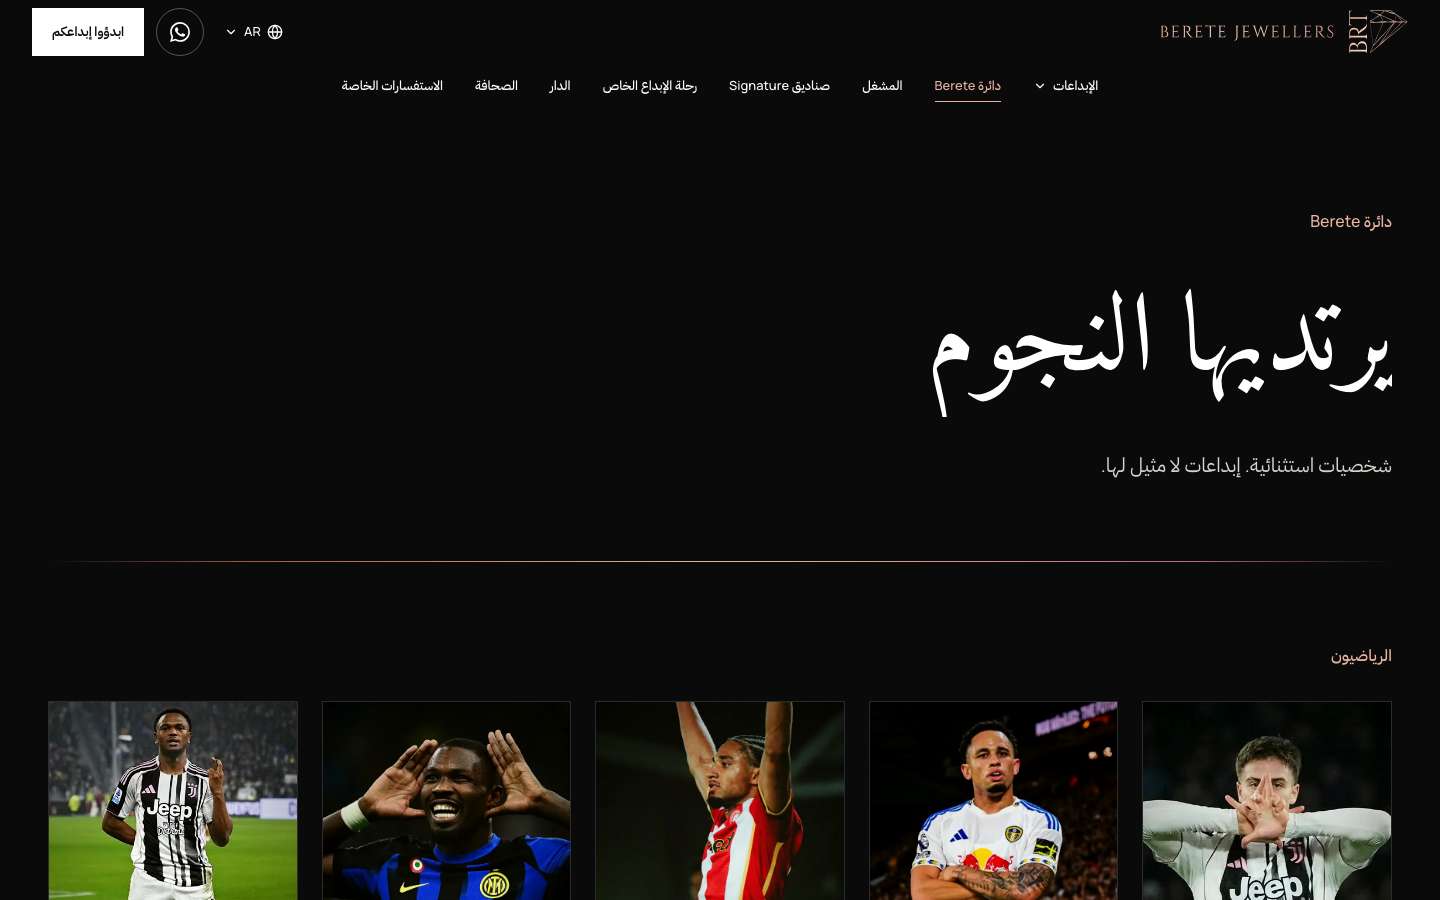 BERETE JEWELLERS
BRT
AR
ابدؤوا إبداعكم
الإبداعات
دائرة Berete
المشغل
صناديق Signature
رحلة الإبداع الخاص
الدار
الصحافة
الاستفسارات الخاصة
دائرة Berete
يرتديها النجوم
شخصيات استثنائية. إبداعات لا مثيل لها.
الرياضيون
Jeep
Jeep